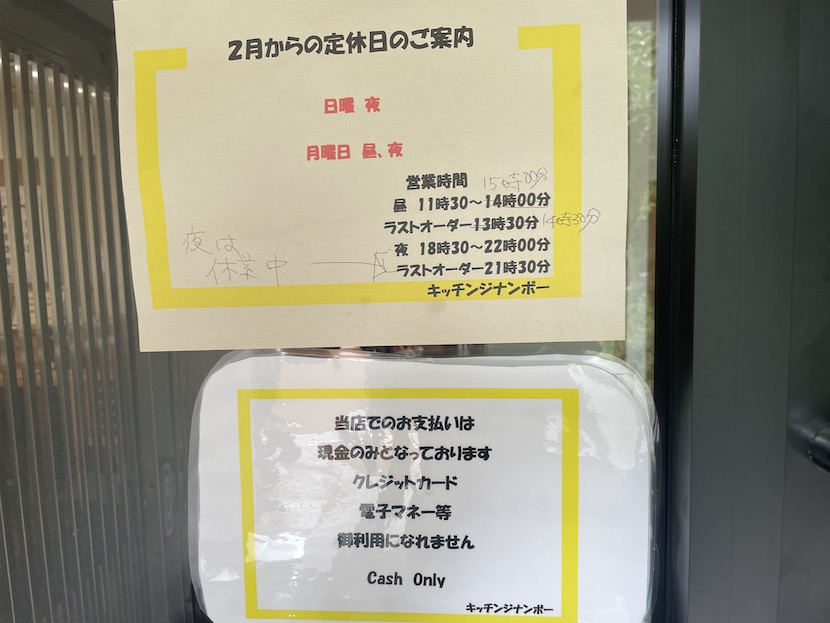 2月からの定休日のご案内
日曜 夜
月曜日 昼、夜
営業時間 15時00分
昼 11時30～14時00分
ラストオーダー13時30分 14時30分
夜 18時30～22時00分
夜は、
休業中
ラストオーダー21時30分
キッチンジナンボー
当店でのお支払いは
現金のみとなっております
クレジットカード
電子マネー等
御利用になれません
Cash Only
キッチンジナンボー